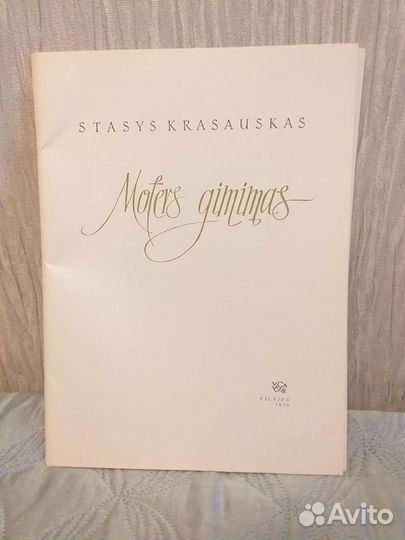 STASYS KRASAUSKAS
Moters gimimas
VILNIUS
Avito